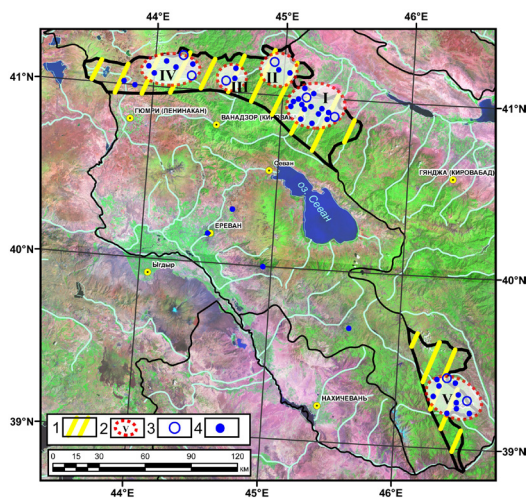 44°E 45°E 46°E
41°N
IV
III
II
I
41°N
ГЮМРИ (ЛЕНИНАКАН)
ВАНАДЗОР (КИРОВА
Севан
ГЯНДЖА (КИРОВАБАД)
оз. Севан
ЕРЕВАН
40°N
Ыгдыр
40°N
НАХИЧЕВАНЬ
V
39°N
1 2 3 4
0 15 30 60 90 120
КМ
39°N
44°E 45°E 46°E